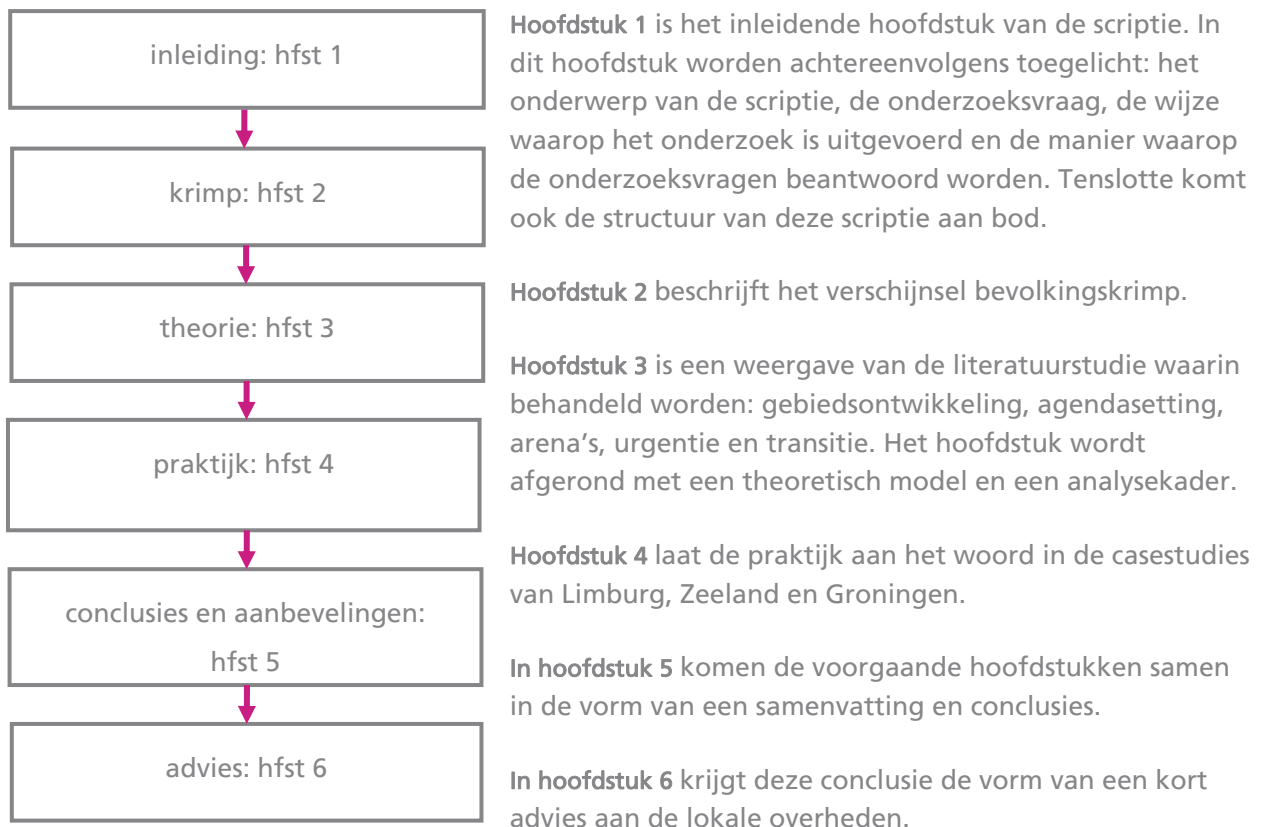 inleiding: hfst 1
krimp: hfst 2
theorie: hfst 3
praktijk: hfst 4
conclusies en aanbevelingen:
hfst 5
advies: hfst 6
Hoofdstuk 1 is het inleidende hoofdstuk van de scriptie. In
dit hoofdstuk worden achtereenvolgens toegelicht: het
onderwerp van de scriptie, de onderzoeksvraag, de wijze
waarop het onderzoek is uitgevoerd en de manier waarop
de onderzoeksvragen beantwoord worden. Tenslotte komt
ook de structuur van deze scriptie aan bod.
Hoofdstuk 2 beschrijft het verschijnsel bevolkingskrimp.
Hoofdstuk 3 is een weergave van de literatuurstudie waarin
behandeld worden: gebiedsontwikkeling, agendasetting,
arena’s, urgentie en transitie. Het hoofdstuk wordt
afgerond met een theoretisch model en een analysekader.
Hoofdstuk 4 laat de praktijk aan het woord in de casestudies
van Limburg, Zeeland en Groningen.
In hoofdstuk 5 komen de voorgaande hoofdstukken samen
in de vorm van een samenvatting en conclusies.
In hoofdstuk 6 krijgt deze conclusie de vorm van een kort
advies aan de lokale overheden.